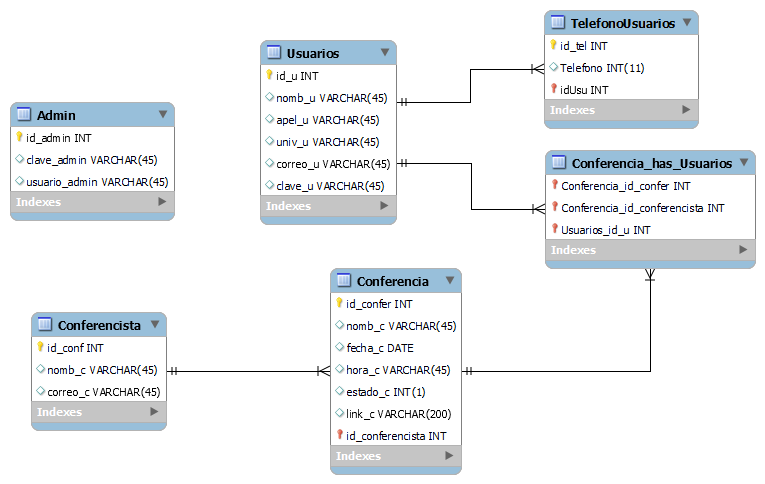 TelefonoUsuarios
id_tel INT
Telefono INT(11)
idUsu INT
Indexes
Usuarios
id_u INT
nomb_u VARCHAR(45)
apel_u VARCHAR(45)
univ_u VARCHAR(45)
correo_u VARCHAR(45)
clave_u VARCHAR(45)
Indexes
Admin
id_admin INT
clave_admin VARCHAR(45)
usuario_admin VARCHAR(45)
Indexes
Conferencia_has_Usuarios
Conferencia_id_confer INT
Conferencia_id_conferencista INT
Usuarios_id_u INT
Indexes
Conferencia
id_confer INT
nomb_c VARCHAR(45)
fecha_c DATE
hora_c VARCHAR(45)
estado_c INT(1)
link_c VARCHAR(200)
id_conferencista INT
Indexes
Conferencista
id_conf INT
nomb_c VARCHAR(45)
correo_c VARCHAR(45)
Indexes